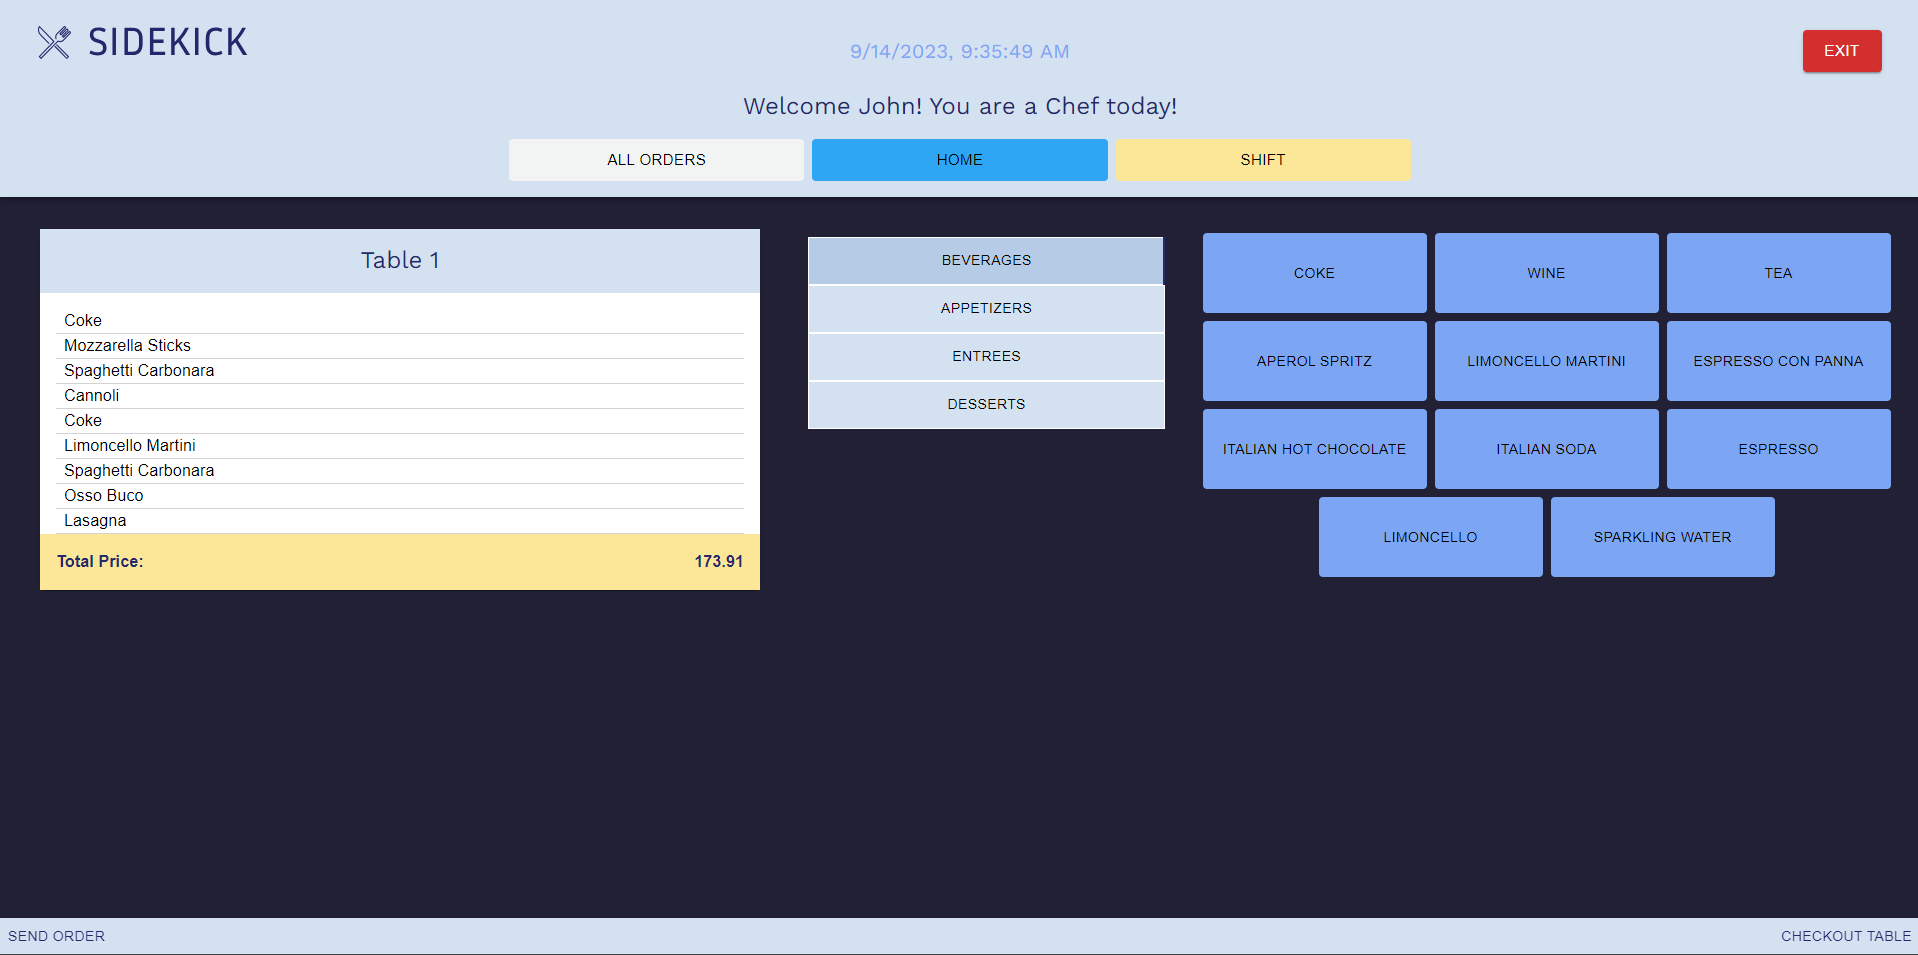 SIDEKICK
9/14/2023, 9:35:49 AM
EXIT
Welcome John! You are a Chef today!
ALL ORDERS
HOME
SHIFT
Table 1
Coke
Mozzarella Sticks
Spaghetti Carbonara
Cannoli
Coke
Limoncello Martini
Spaghetti Carbonara
Osso Buco
Lasagna
Total Price: 173.91
BEVERAGES
APPETIZERS
ENTREES
DESSERTS
COKE
WINE
TEA
APEROL SPRITZ
LIMONCELLO MARTINI
ESPRESSO CON PANNA
ITALIAN HOT CHOCOLATE
ITALIAN SODA
ESPRESSO
LIMONCELLO
SPARKLING WATER
SEND ORDER
CHECKOUT TABLE